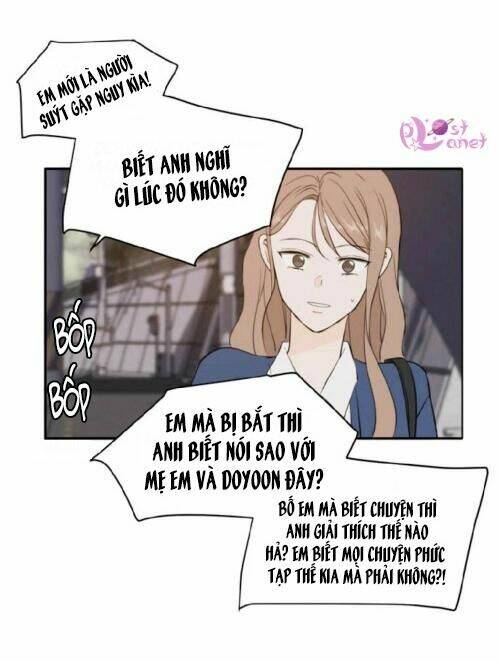 EM MỚI LÀ NGƯỜI
SUÝT GẶP NGUY KÌA!
Lost
Planet
BIẾT ANH NGHĨ
GÌ LÚC ĐÓ KHÔNG?
BỐP
BỐP
EM MÀ BỊ BẮT THÌ
ANH BIẾT NÓI SAO VỚI
MẸ EM VÀ DOYOON ĐÂY?
BỐ EM MÀ BIẾT CHUYỆN THÌ
ANH GIẢI THÍCH THẾ NÀO
HẢ? EM BIẾT MỌI CHUYỆN PHỨC
TẠP THẾ KIA MÀ PHẢI KHÔNG?!